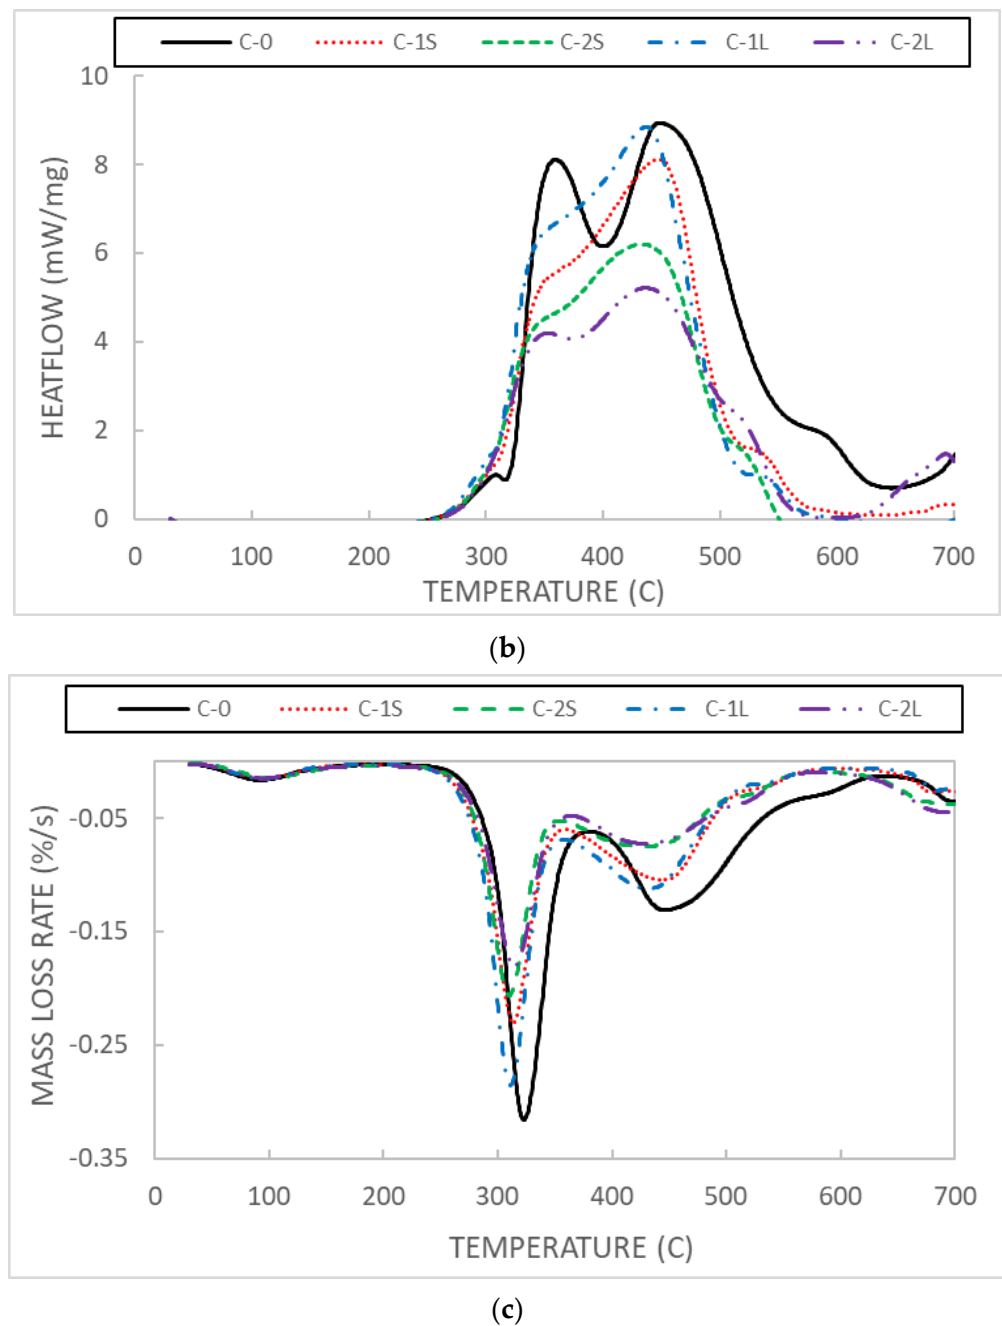 C-0 C-1S C-2S C-1L C-2L
10
8
6
4
2
0
HEATFLOW (mW/mg)
0 100 200 300 400 500 600 700
TEMPERATURE (C)
(b)
C-0 C-1S C-2S C-1L C-2L
-0.05
-0.15
-0.25
-0.35
MASS LOSS RATE (%/s)
0 100 200 300 400 500 600 700
TEMPERATURE (C)
(c)